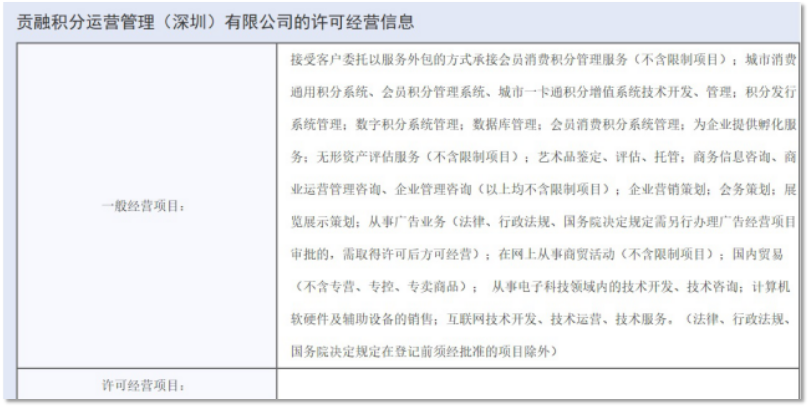 贡融积分运营管理（深圳）有限公司的许可经营信息
一般经营项目：
接受客户委托以服务外包的方式承接会员消费积分管理服务（不含限制项目）；城市消费
通用积分系统、会员积分管理系统、城市一卡通积分增值系统技术开发、管理；积分发行
系统管理；数字积分系统管理；数据库管理；会员消费积分系统管理；为企业提供孵化服
务；无形资产评估服务（不含限制项目）；艺术品鉴定、评估、托管；商务信息咨询、商
业运营管理咨询、企业管理咨询（以上均不含限制项目）；企业营销策划；会务策划；展
览展示策划；从事广告业务（法律、行政法规、国务院决定规定需另行办理广告经营项目
审批的，需取得许可后方可经营）；在网上从事商贸活动（不含限制项目）；国内贸易
（不含专营、专控、专卖商品）； 从事电子科技领域内的技术开发、技术咨询；计算机
软硬件及辅助设备的销售；互联网技术开发、技术运营、技术服务。（法律、行政法规、
国务院决定规定在登记前须经批准的项目除外）
许可经营项目：